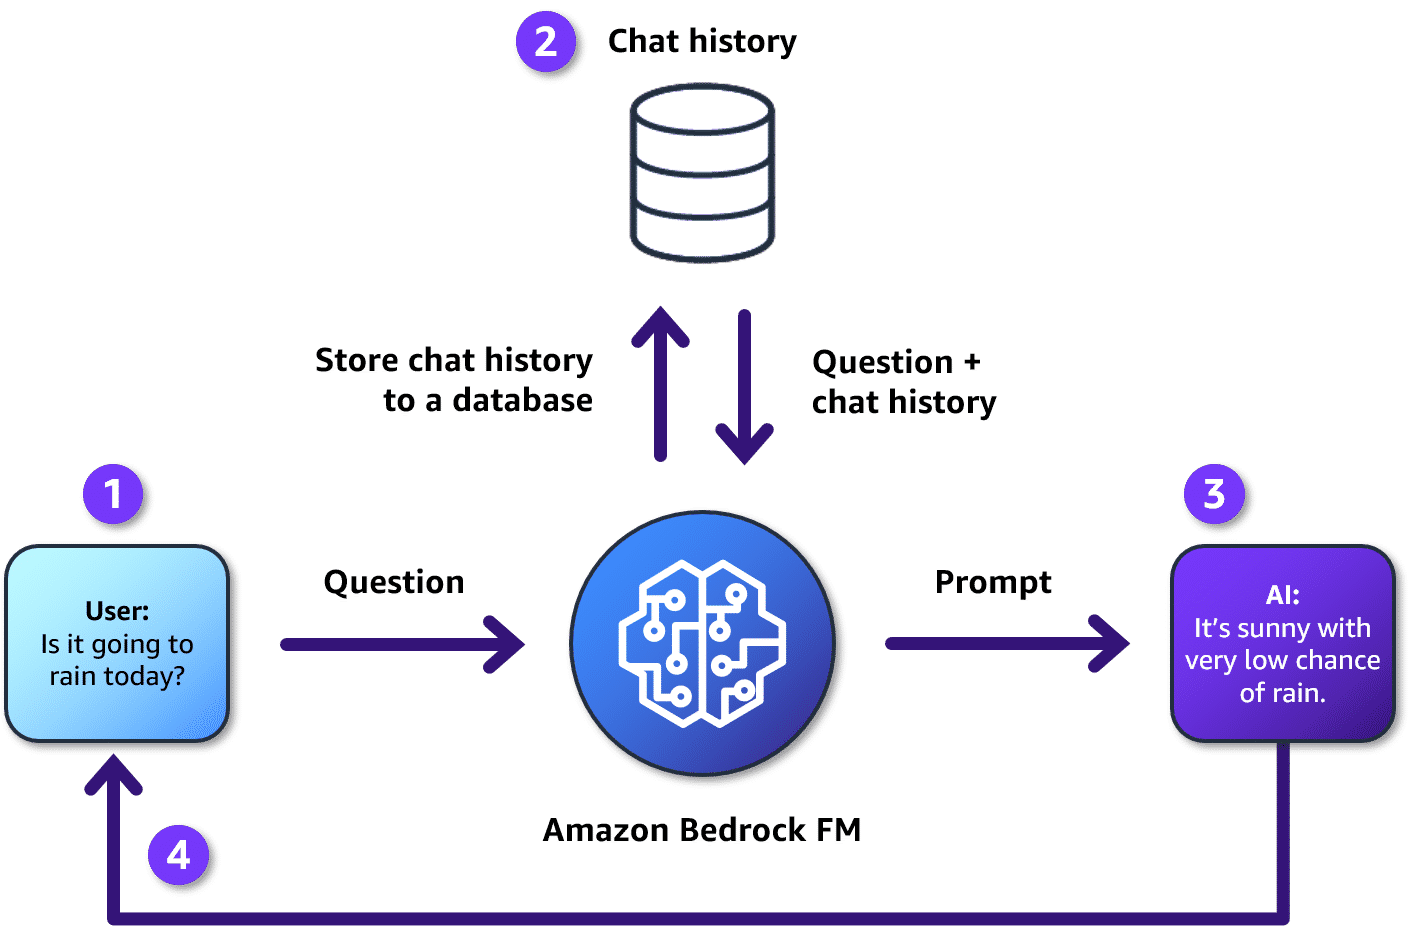 2
Chat history
Store chat history
to a database
Question +
chat history
1
User:
Is it going to
rain today?
Question
Amazon Bedrock FM
Prompt
3
AI:
It's sunny with
very low chance
of rain.
4